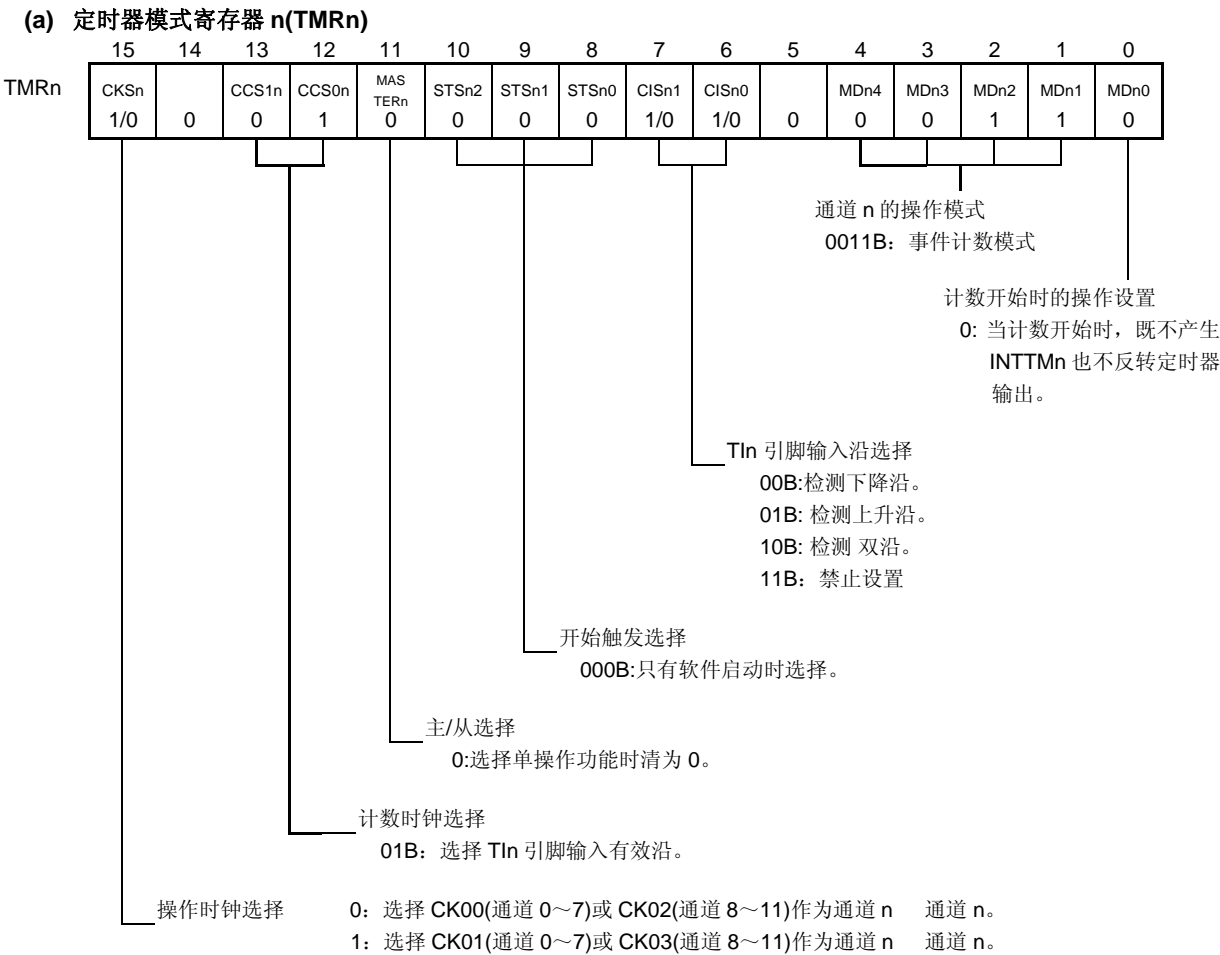 (a) 定时器模式寄存器 n(TMRn)
15 14 13 12 11 10 9 8 7 6 5 4 3 2 1 0
TMRn
CKSn CCS1n CCS0n MAS TERn STSn2 STSn1 STSn0 CISn1 CISn0 MDn4 MDn3 MDn2 MDn1 MDn0
1/0 0 0 1 0 0 0 0 1/0 1/0 0 0 0 1 1 0
通道 n 的操作模式
0011B：事件计数模式
计数开始时的操作设置
0: 当计数开始时，既不产生
INTTMn 也不反转定时器
输出。
TIn 引脚输入沿选择
00B:检测下降沿。
01B: 检测上升沿。
10B: 检测 双沿。
11B：禁止设置
开始触发选择
000B:只有软件启动时选择。
主/从选择
0:选择单操作功能时清为 0。
计数时钟选择
01B：选择 TIn 引脚输入有效沿。
操作时钟选择 0：选择 CK00(通道 0～7)或 CK02(通道 8～11)作为通道 n 通道 n。
1：选择 CK01(通道 0～7)或 CK03(通道 8～11)作为通道 n 通道 n。